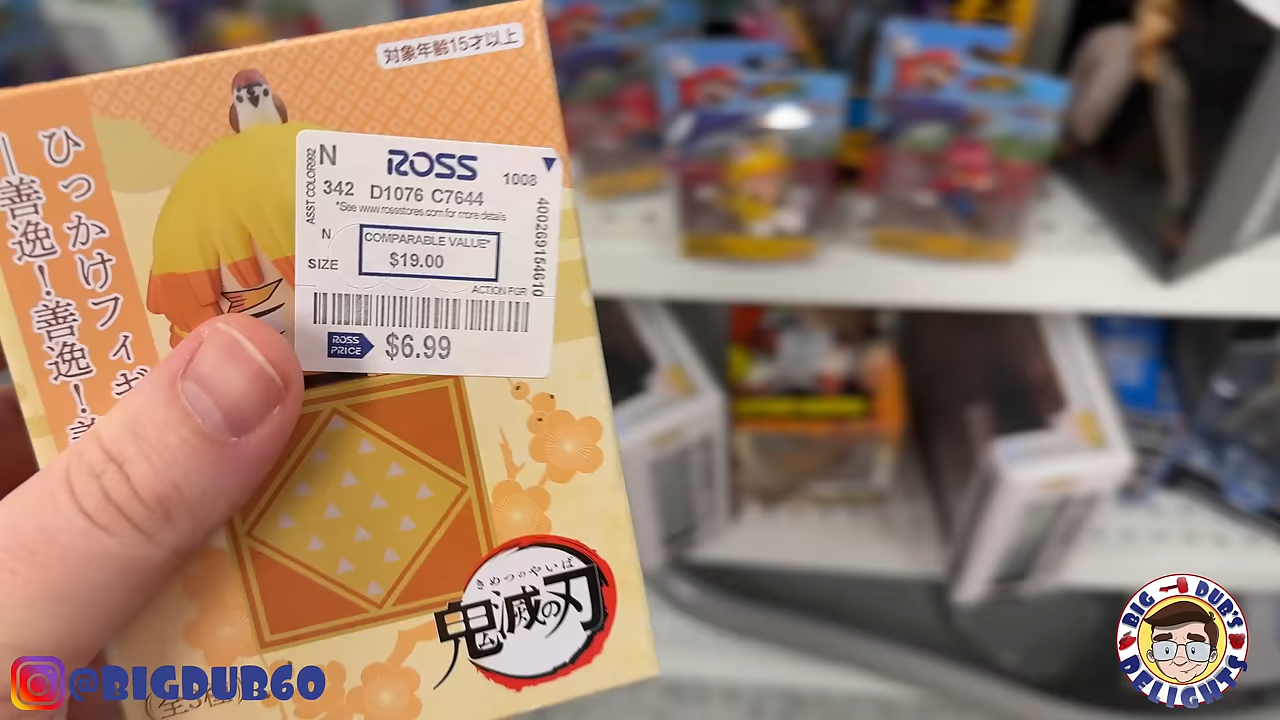 対象年齢15才以上
ひっかけフィギ
善逸!善逸!
N
ROSS
1008
ASST COLOR992
342 D1076 C7644
*See www.rossstores.com for more details
N
COMPARABLE VALUE*
SIZE
$19.00
ACTION FGR
400269154610
ROSS PRICE
$6.99
きめつのやいば
鬼滅の刃
@BIGDUB60
BIG DUB'S
DELIGHTS